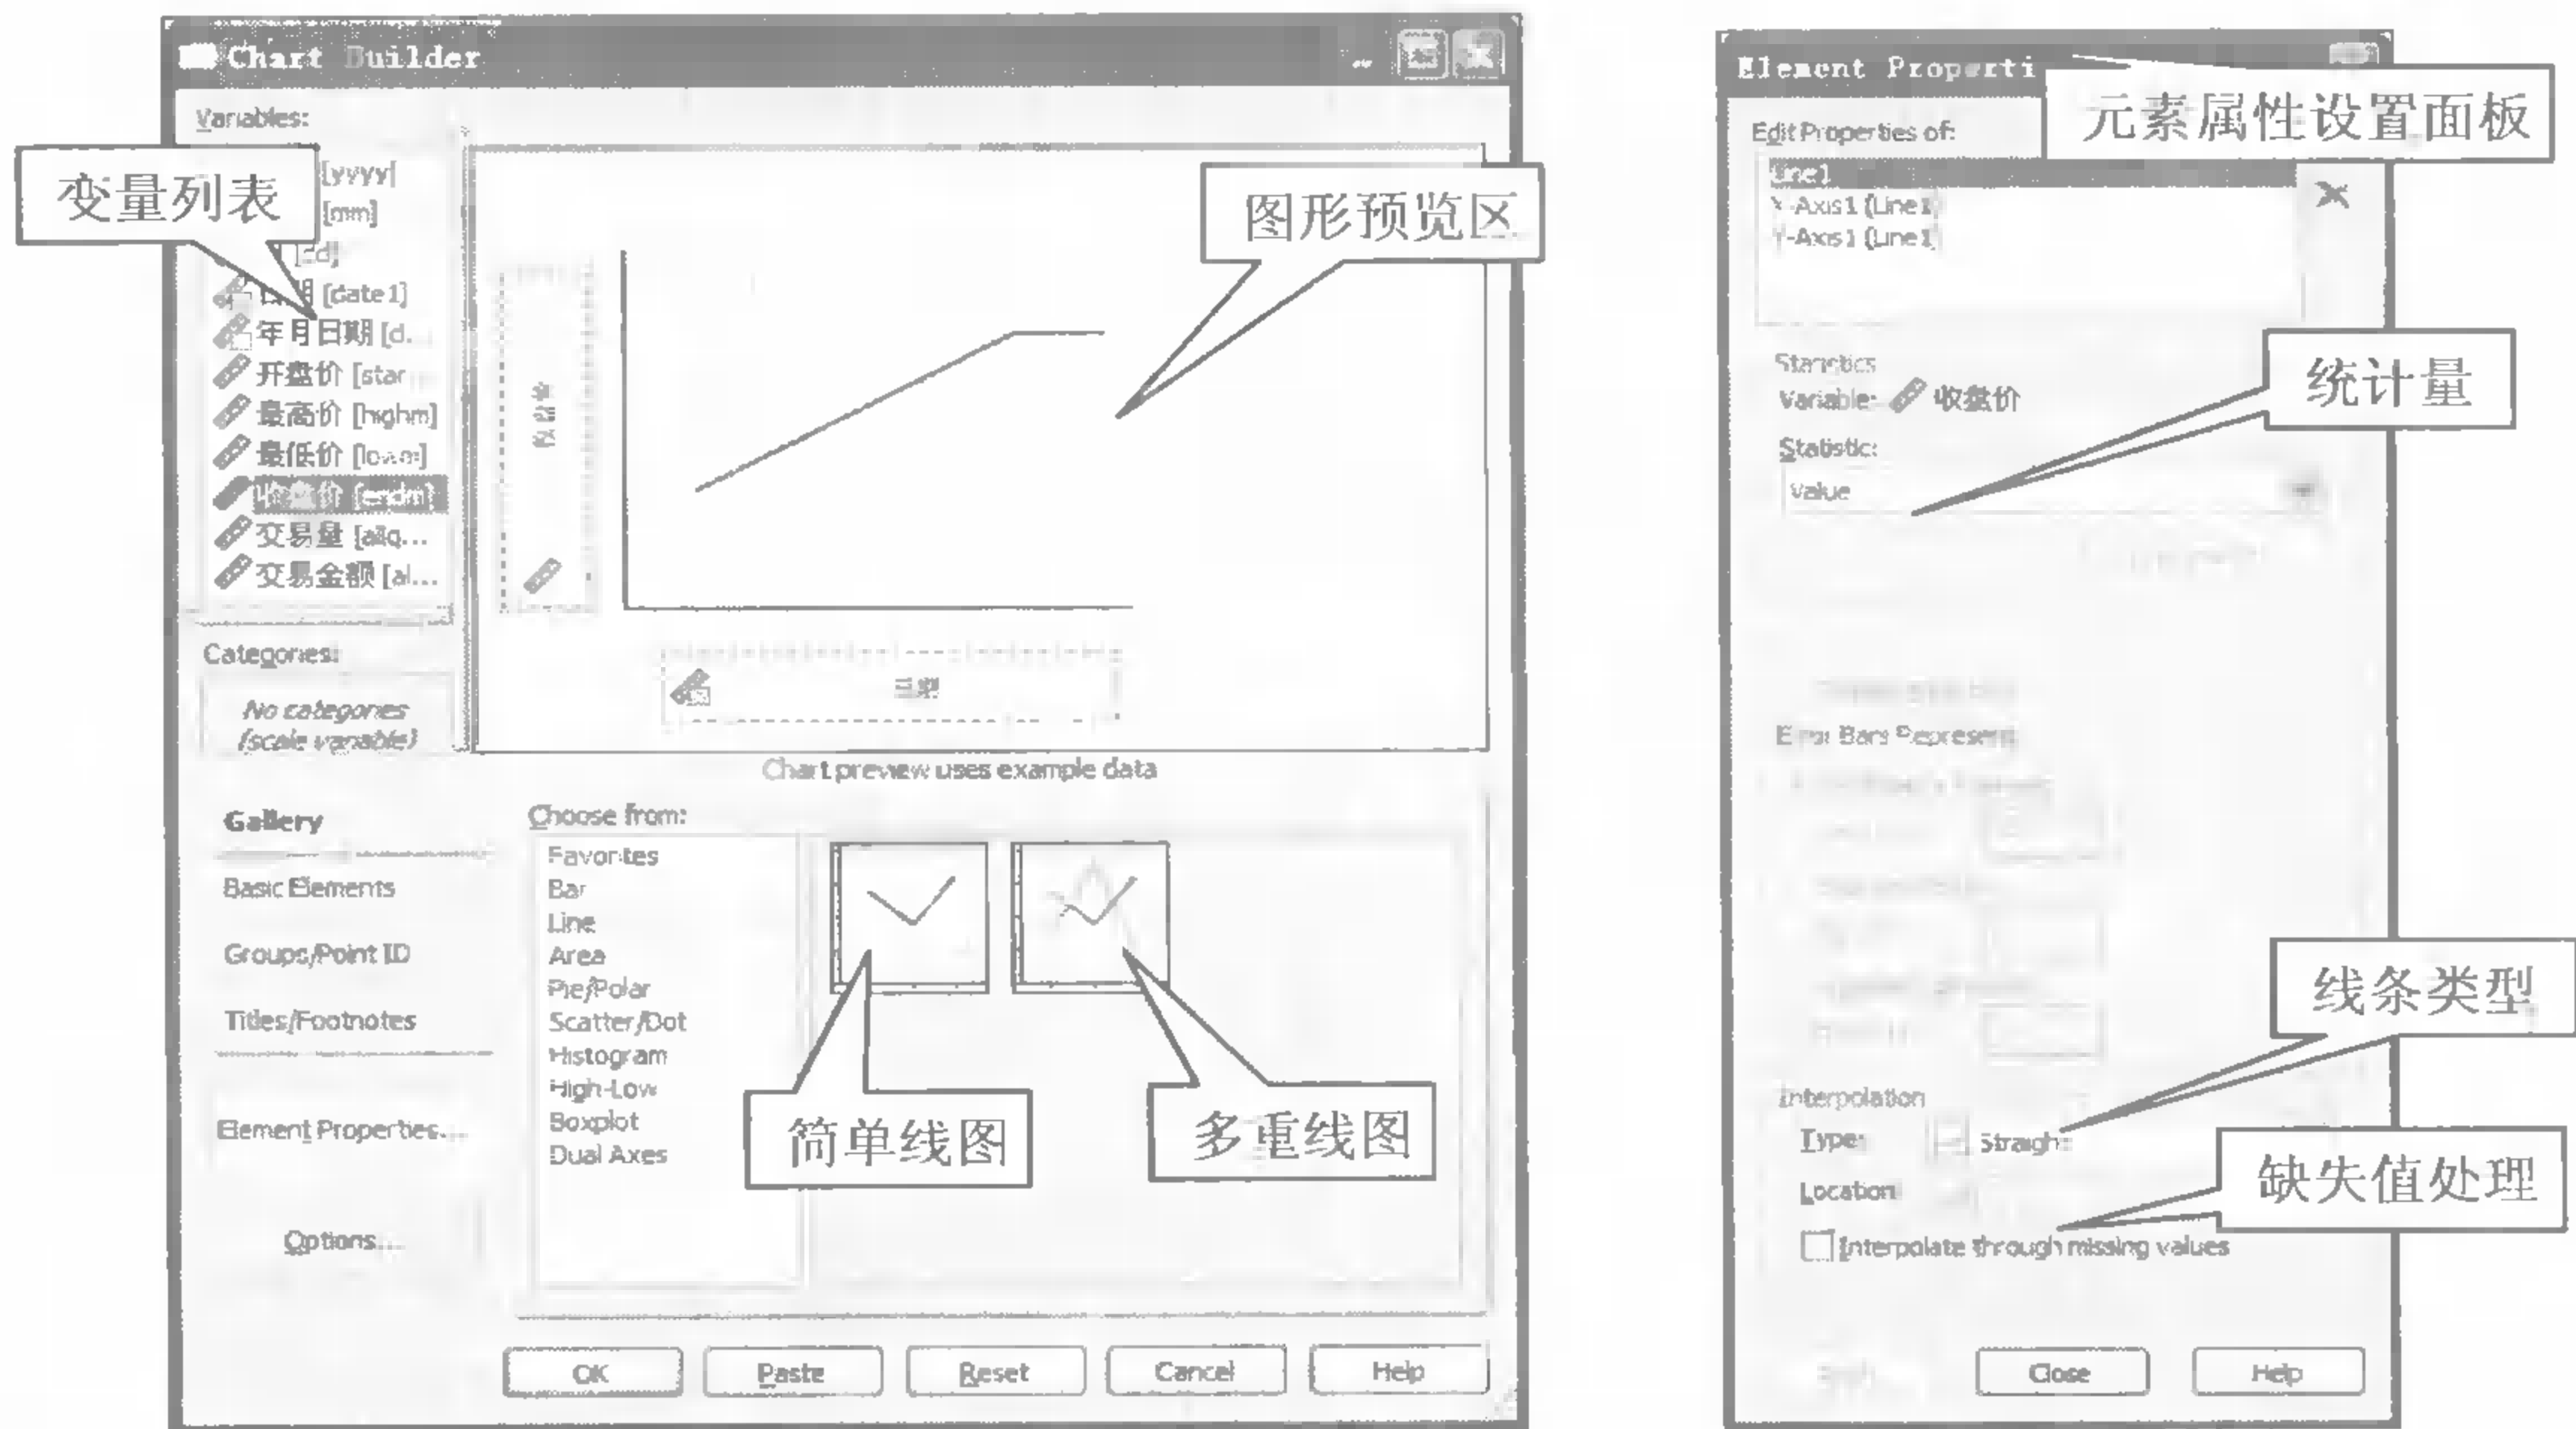 Chart Builder
Variables:
变量列表
[yyyy]
[mm]
[date1]
年月日期 [d...
开盘价 [star
最高价 [highm]
最低价 [lowm]
收盘价 [endm]
交易量 [allq...
交易金额 [al...
图形预览区
收盘价
日期
Categories:
No categories
(scale variable)
Chart preview uses example data
Gallery
Basic Elements
Groups/Point ID
Titles/Footnotes
Element Properties...
Options...
Choose from:
Favorites
Bar
Line
Area
Pie/Polar
Scatter/Dot
Histogram
High-Low
Boxplot
Dual Axes
简单线图
多重线图
OK
Paste
Reset
Cancel
Help
Element Properti
元素属性设置面板
Edit Properties of:
Line1
X-Axis1 (Line1)
Y-Axis1 (Line1)
Statistics
Variable: 收盘价
统计量
Statistic:
Value
Error Bars Represent
线条类型
Interpolation
Type: Straight
缺失值处理
Location:
Interpolate through missing values
Close
Help